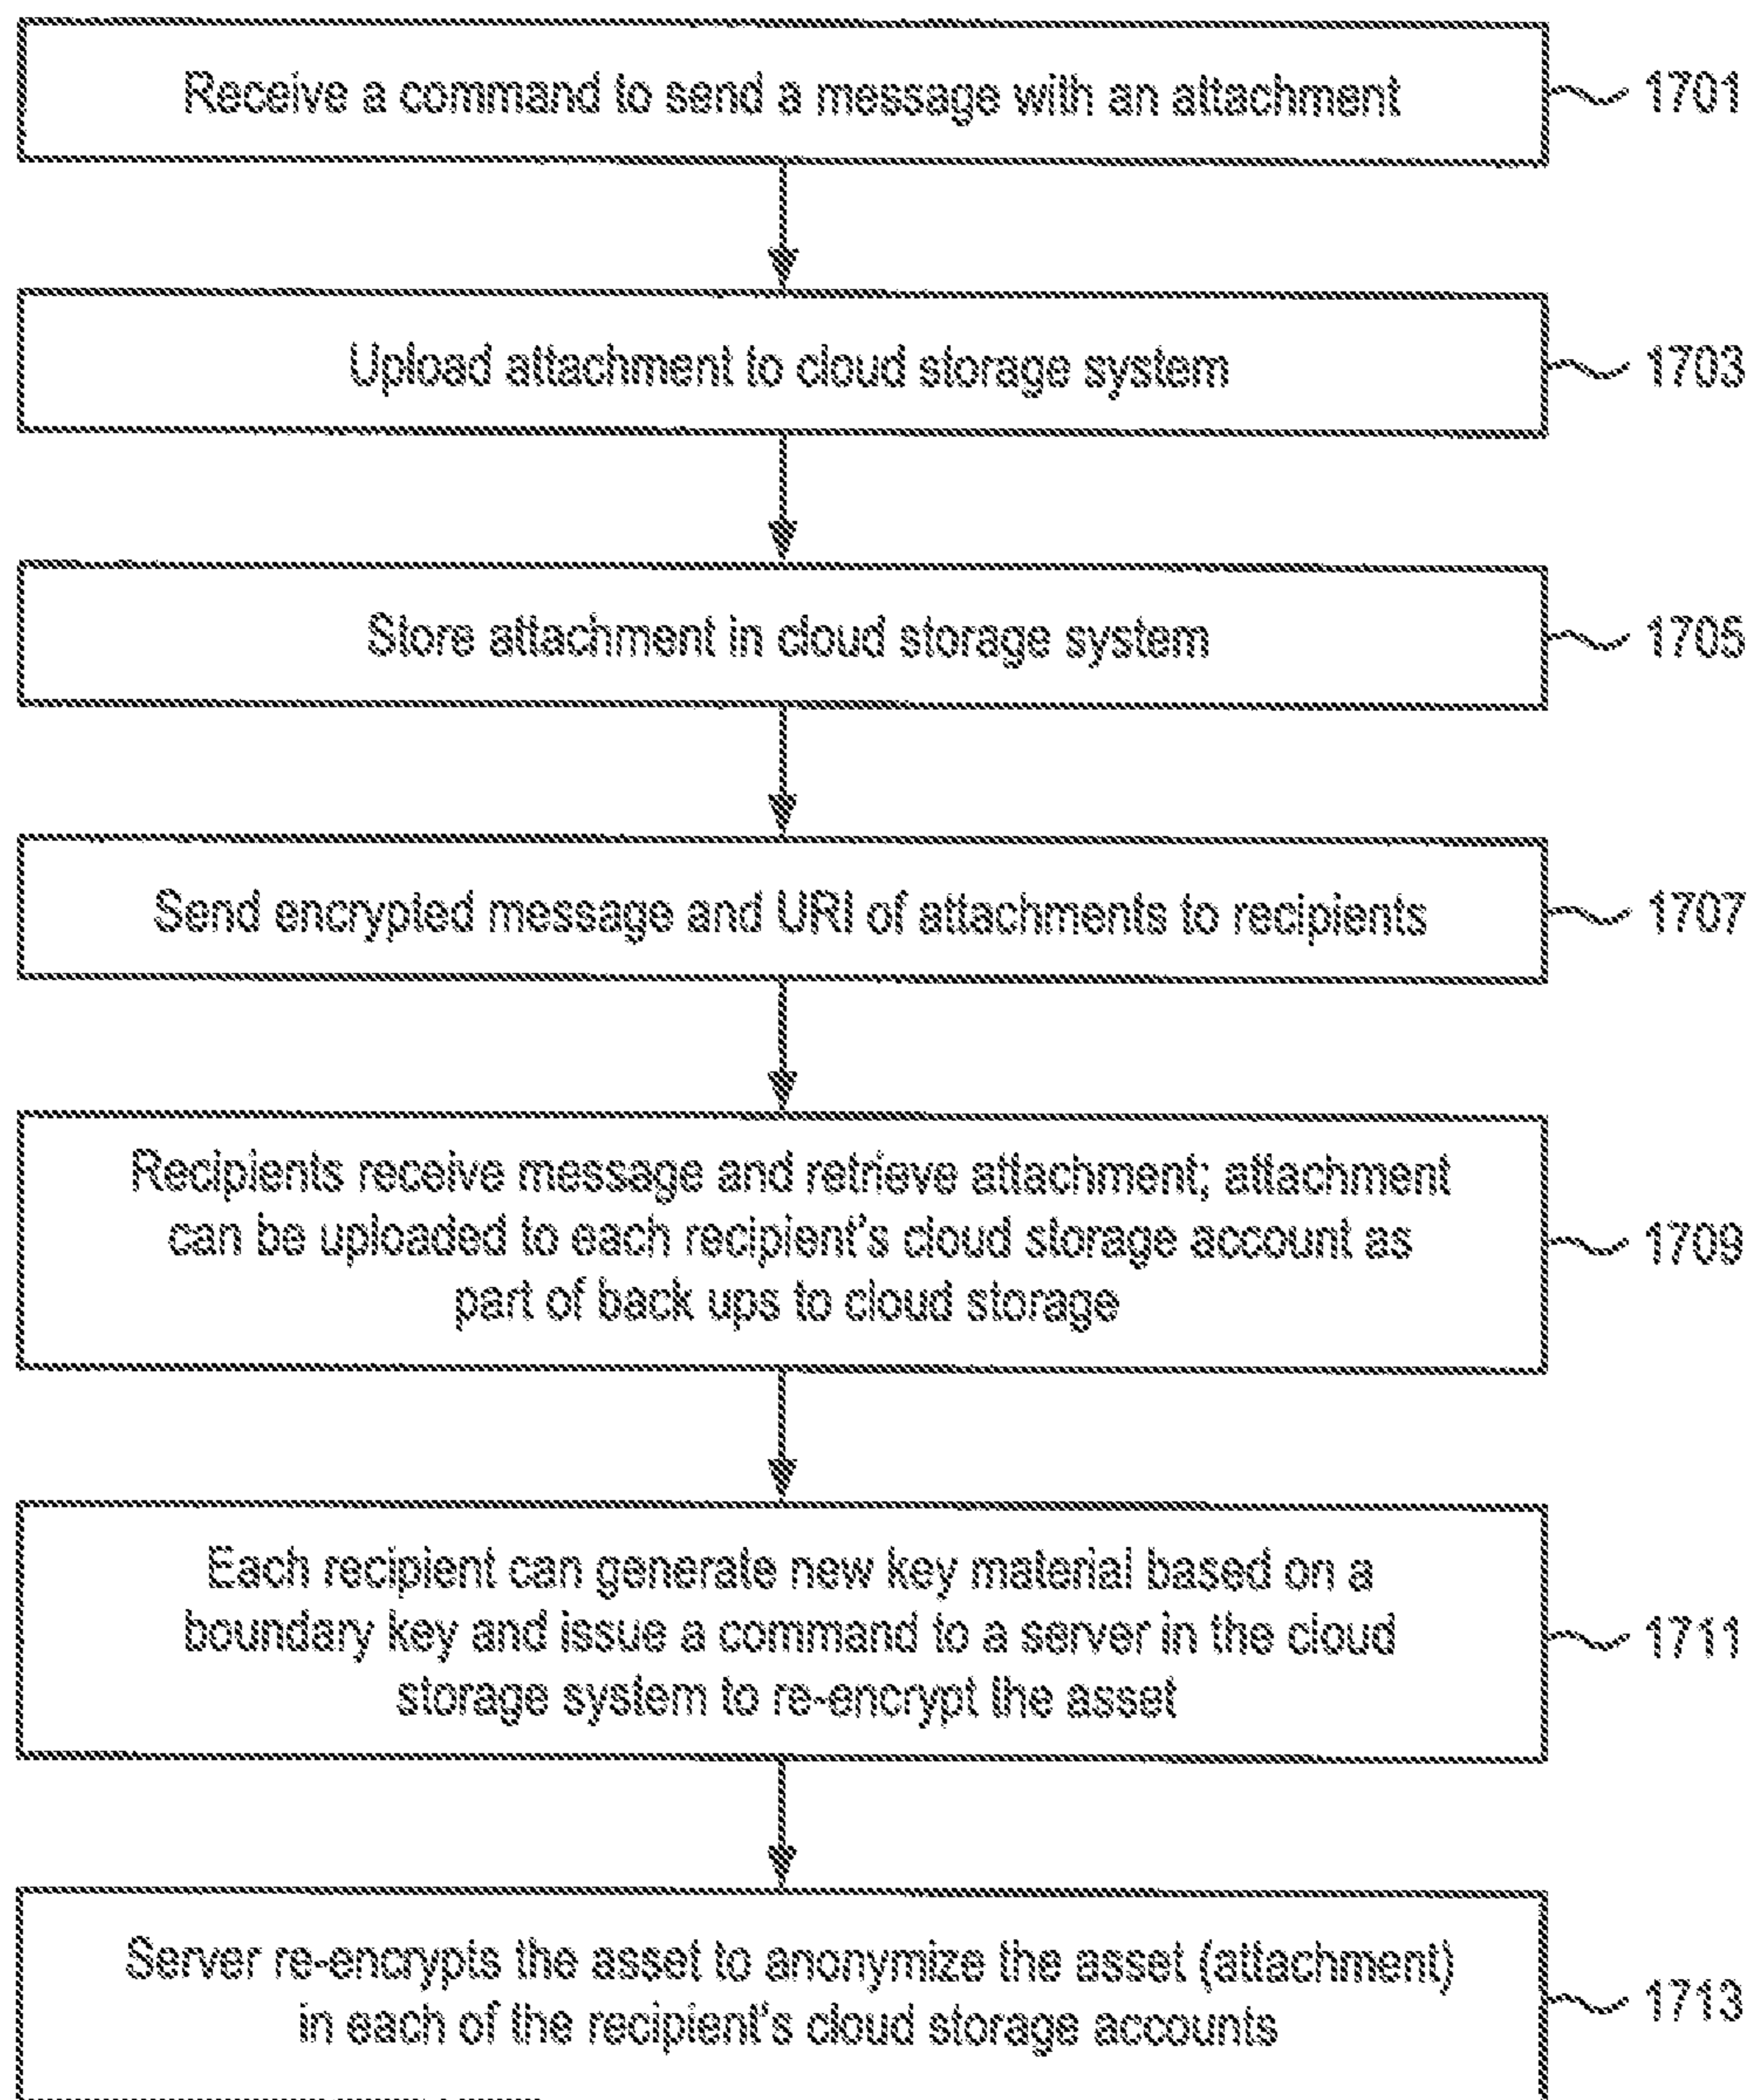 Receive a command to send a message with an attachment
1701
Upload attachment to cloud storage system
1703
Store attachment in cloud storage system
1705
Send encrypted message and URI of attachments to recipients
1707
Recipients receive message and retrieve attachment; attachment
can be uploaded to each recipient's cloud storage account as
part of back ups to cloud storage
1709
Each recipient can generate new key material based on a
boundary key and issue a command to a server in the cloud
storage system to re-encrypt the asset
1711
Server re-encrypts the asset to anonymize the asset (attachment)
in each of the recipient's cloud storage accounts
1713